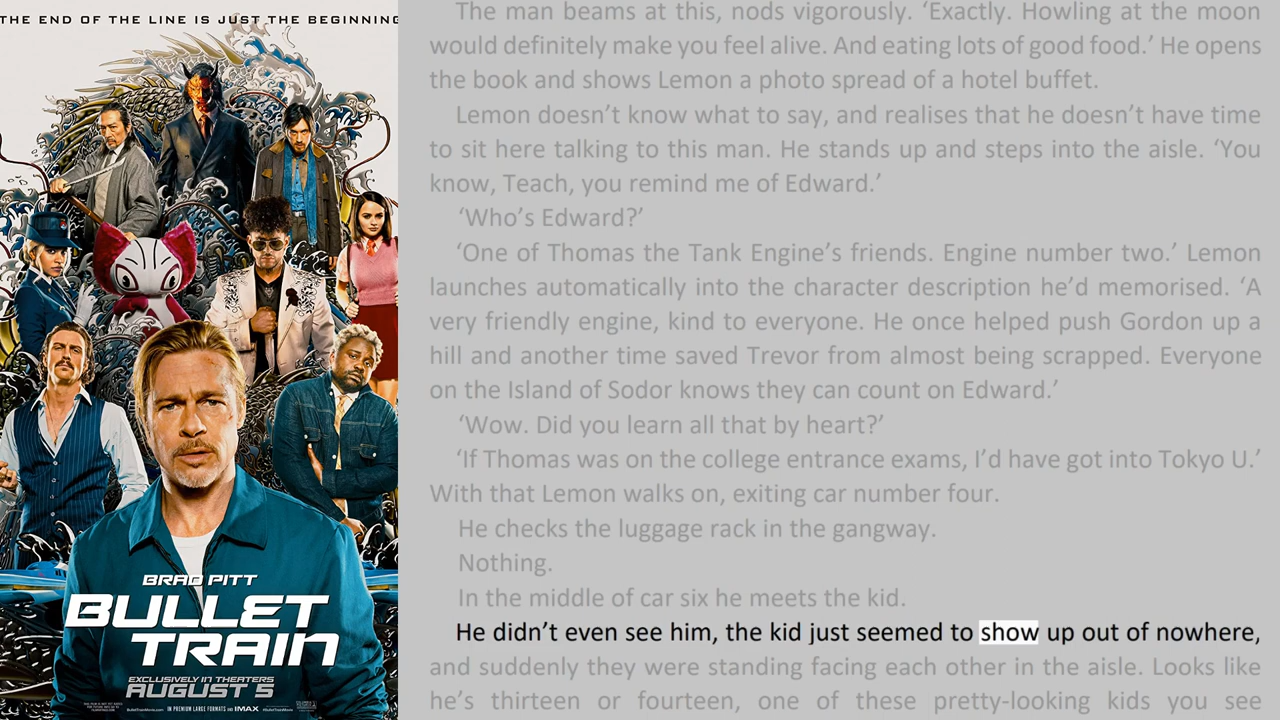 THE END OF THE LINE IS JUST THE BEGINNING
BRAD PITT
BULLET
TRAIN
EXCLUSIVELY IN THEATERS
AUGUST 5
BulletTrainMovie.com IN PREMIUM LARGE FORMATS AND IMAX #BulletTrainMovie
The man beams at this, nods vigorously. ‘Exactly. Howling at the moon
would definitely make you feel alive. And eating lots of good food.’ He opens
the book and shows Lemon a photo spread of a hotel buffet.
Lemon doesn’t know what to say, and realises that he doesn’t have time
to sit here talking to this man. He stands up and steps into the aisle. ‘You
know, Teach, you remind me of Edward.’
‘Who’s Edward?’
‘One of Thomas the Tank Engine’s friends. Engine number two.’ Lemon
launches automatically into the character description he’d memorised. ‘A
very friendly engine, kind to everyone. He once helped push Gordon up a
hill and another time saved Trevor from almost being scrapped. Everyone
on the Island of Sodor knows they can count on Edward.’
‘Wow. Did you learn all that by heart?’
‘If Thomas was on the college entrance exams, I’d have got into Tokyo U.’
With that Lemon walks on, exiting car number four.
He checks the luggage rack in the gangway.
Nothing.
In the middle of car six he meets the kid.
He didn’t even see him, the kid just seemed to show up out of nowhere,
and suddenly they were standing facing each other in the aisle. Looks like
he’s thirteen or fourteen, one of these pretty-looking kids you see